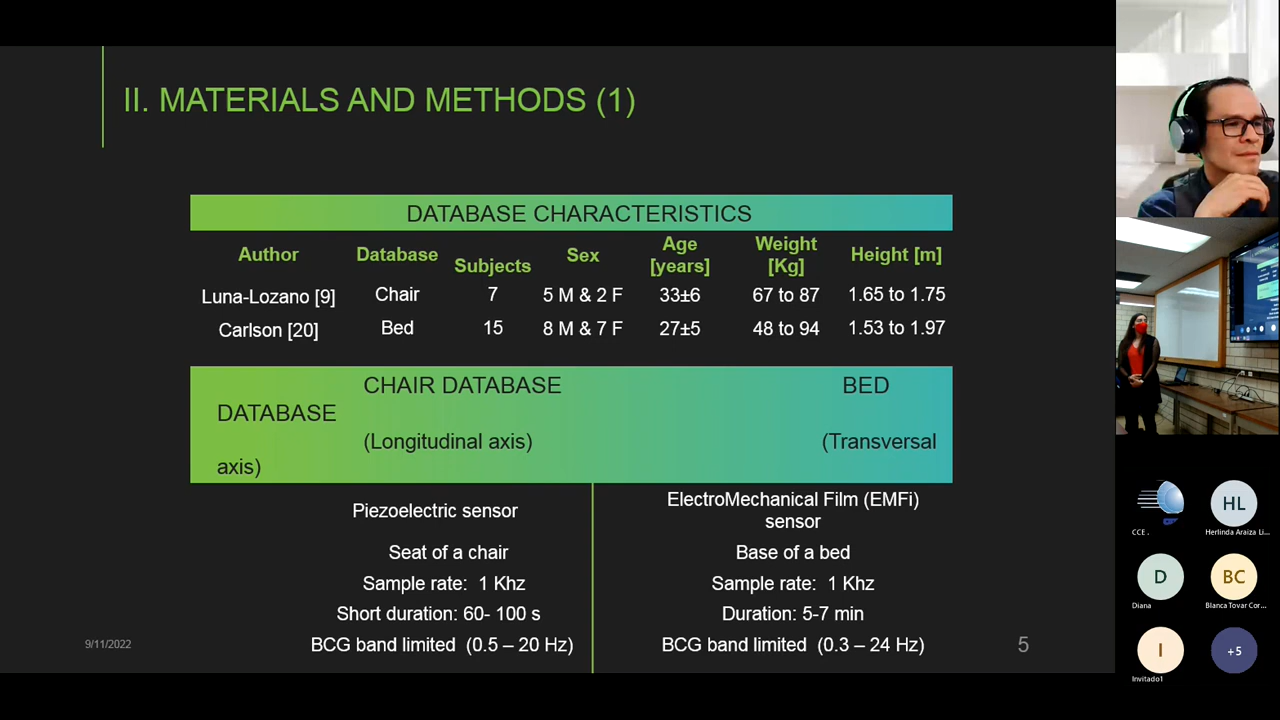 II. MATERIALS AND METHODS (1)
DATABASE CHARACTERISTICS
Author Database Subjects Sex Age [years] Weight [Kg] Height [m]
Luna-Lozano [9] Chair 7 5 M & 2 F 33±6 67 to 87 1.65 to 1.75
Carlson [20] Bed 15 8 M & 7 F 27±5 48 to 94 1.53 to 1.97
CHAIR DATABASE BED
DATABASE
(Longitudinal axis) (Transversal
axis)
Piezoelectric sensor
Seat of a chair
Sample rate: 1 Khz
Short duration: 60- 100 s
BCG band limited (0.5 – 20 Hz)
ElectroMechanical Film (EMFi)
sensor
Base of a bed
Sample rate: 1 Khz
Duration: 5-7 min
BCG band limited (0.3 – 24 Hz)
9/11/2022
5
CCE .
HL
Herlinda Araiza Li...
D
Diana
BC
Blanca Tovar Cor...
I
Invitado1
+5